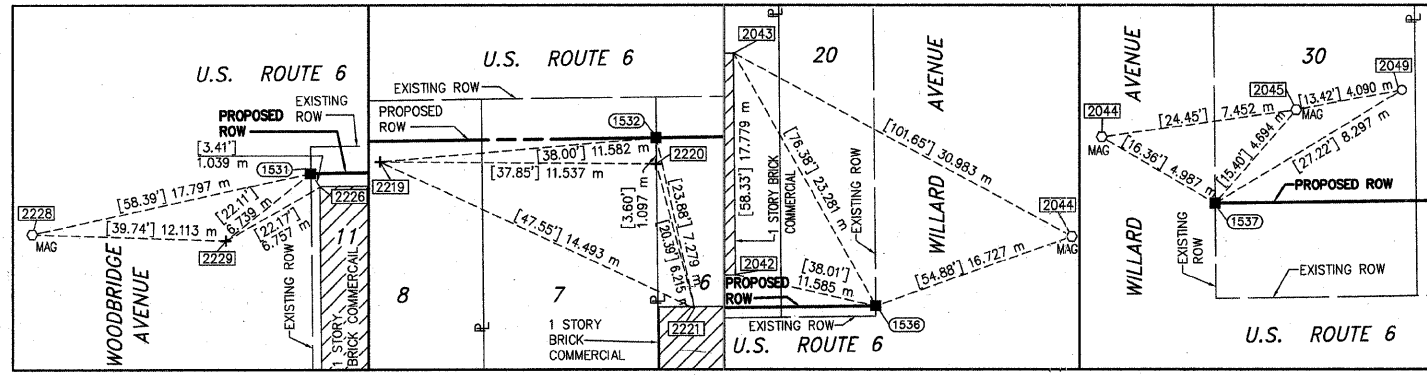 U.S. ROUTE 6
EXISTING
ROW
PROPOSED
ROW
[3.41']
1.039 m
1531
[58.39'] 17.797 m
[22.11']
6.739 m
[22.17']
6.757 m
2226
2228
MAG
[39.74'] 12.113 m
2229
11
WOODBRIDGE
AVENUE
EXISTING ROW
1 STORY
BRICK COMMERCAIL
U.S. ROUTE 6
EXISTING ROW
PROPOSED
ROW
1532
[38.00'] 11.582 m
2220
2219
[37.85'] 11.537 m
[3.60']
1.097 m
[23.88'] 7.279 m
[20.39'] 6.215 m
[47.55'] 14.493 m
8
7
6
PL
PL
1 STORY
BRICK
COMMERCIAL
2221
PL
2043
20
[58.33'] 17.779 m
1 STORY BRICK
COMMERCIAL
[76.38'] 23.281 m
EXISTING ROW
WILLARD AVENUE
[101.65'] 30.983 m
2044
MAG
2042
PROPOSED
ROW
[38.01']
11.585 m
[54.88'] 16.727 m
1536
EXISTING ROW
U.S. ROUTE 6
WILLARD AVENUE
30
PL
2049
2045
[13.42'] 4.090 m
2044
[24.45'] 7.452 m
MAG
MAG
[16.36'] 4.987 m
[15.40'] 4.694 m
[27.22'] 8.297 m
PROPOSED ROW
1537
EXISTING
ROW
EXISTING ROW
PL
U.S. ROUTE 6